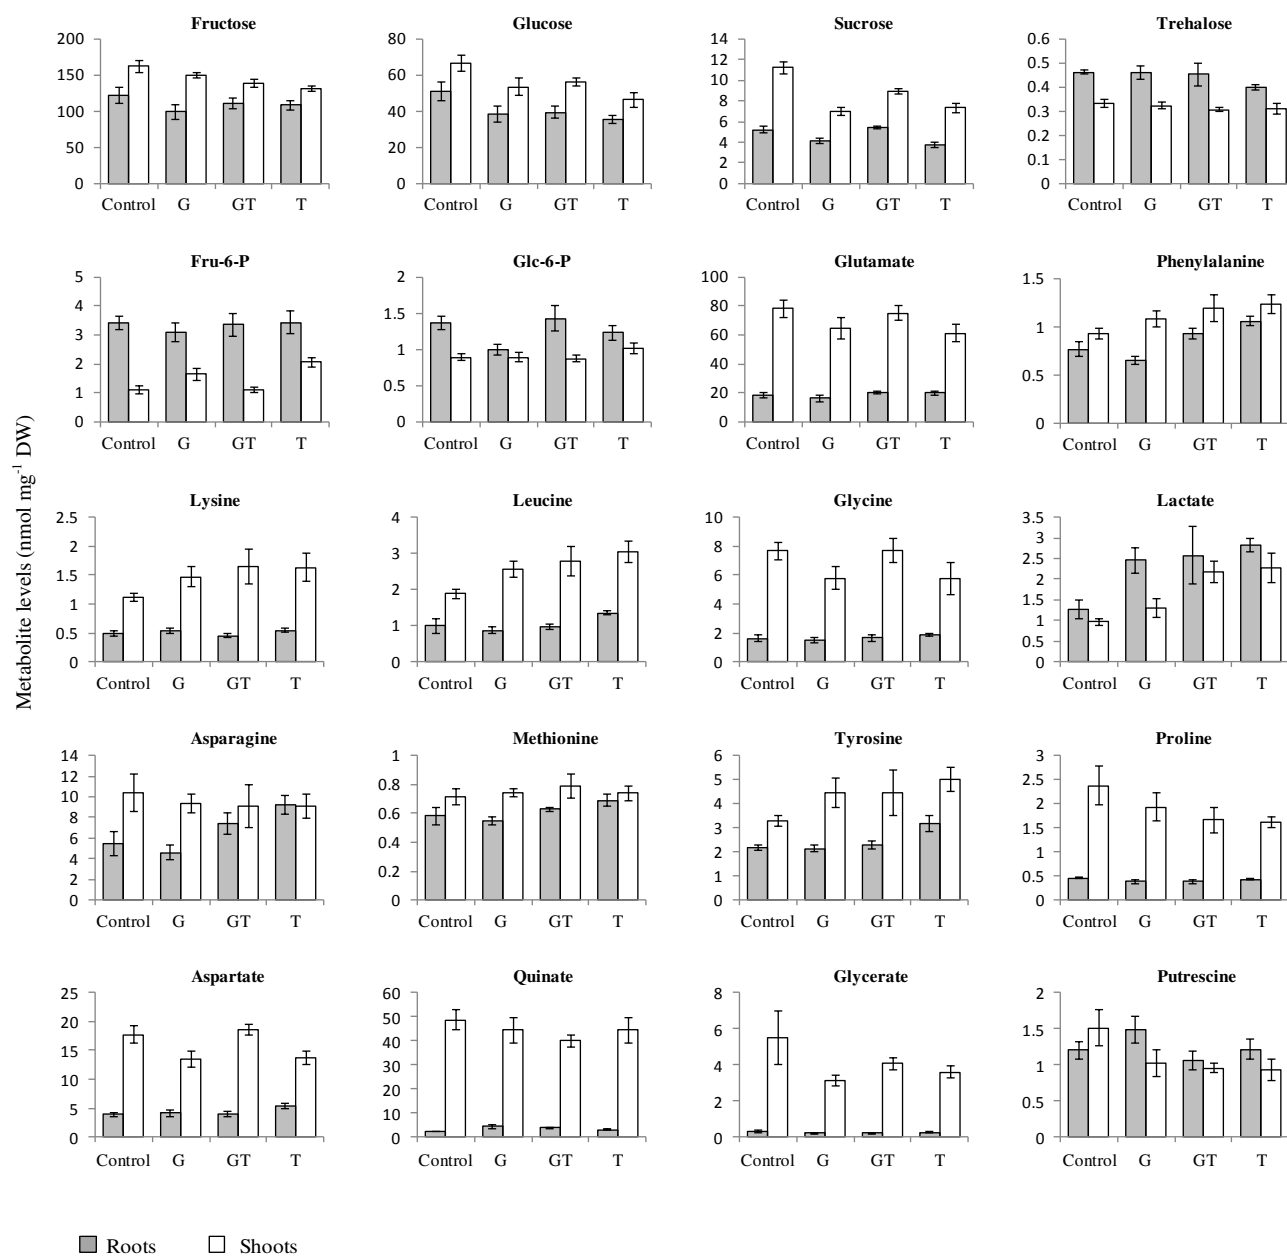 Fructose
200
150
100
50
0
Control G GT T
Glucose
80
60
40
20
0
Control G GT T
Sucrose
14
12
10
8
6
4
2
0
Control G GT T
Trehalose
0.6
0.5
0.4
0.3
0.2
0.1
0
Control G GT T
Fru-6-P
5
4
3
2
1
0
Control G GT T
Glc-6-P
2
1.5
1
0.5
0
Control G GT T
Glutamate
100
80
60
40
20
0
Control G GT T
Phenylalanine
1.5
1
0.5
0
Control G GT T
Metabolite levels (nmol mg-1 DW)
Lysine
2.5
2
1.5
1
0.5
0
Control G GT T
Leucine
4
3
2
1
0
Control G GT T
Glycine
10
8
6
4
2
0
Control G GT T
Lactate
3.5
3
2.5
2
1.5
1
0.5
0
Control G GT T
Asparagine
14
12
10
8
6
4
2
0
Control G GT T
Methionine
1
0.8
0.6
0.4
0.2
0
Control G GT T
Tyrosine
6
5
4
3
2
1
0
Control G GT T
Proline
3
2.5
2
1.5
1
0.5
0
Control G GT T
Aspartate
25
20
15
10
5
0
Control G GT T
Quinate
60
50
40
30
20
10
0
Control G GT T
Glycerate
8
6
4
2
0
Control G GT T
Putrescine
2
1.5
1
0.5
0
Control G GT T
Roots Shoots